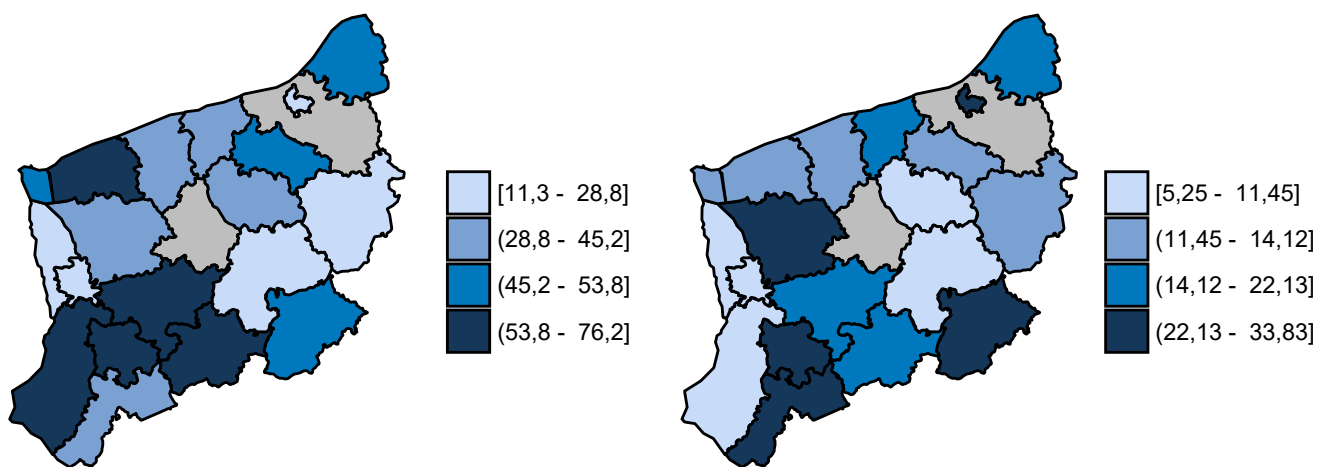 [11,3 - 28,8]
(28,8 - 45,2]
(45,2 - 53,8]
(53,8 - 76,2]
[5,25 - 11,45]
(11,45 - 14,12]
(14,12 - 22,13]
(22,13 - 33,83]